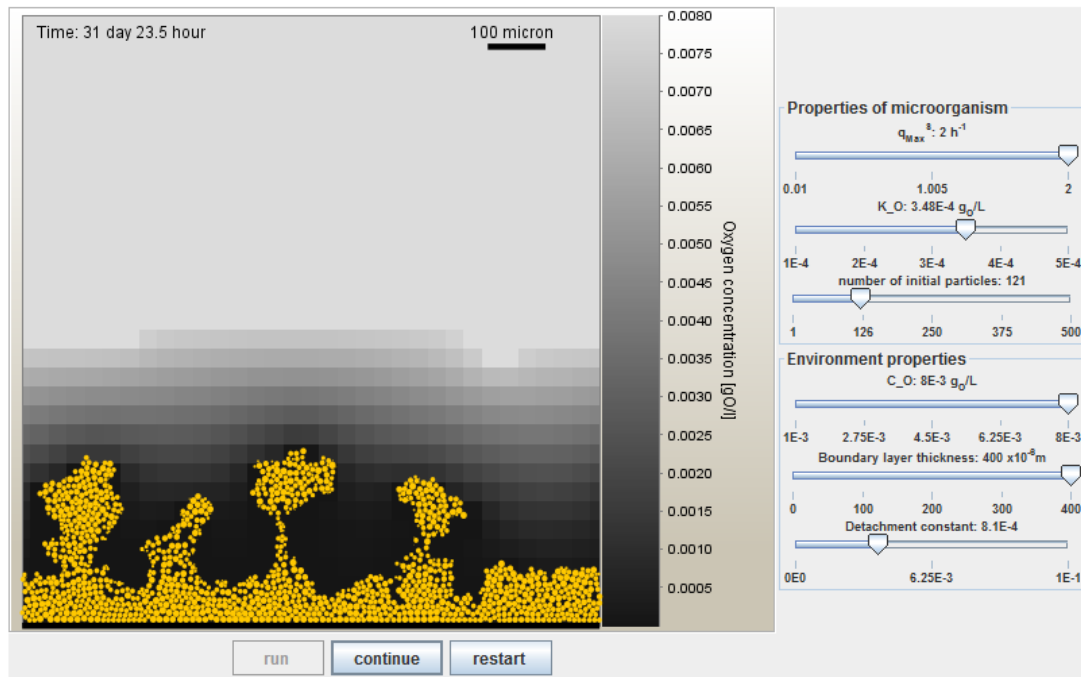 Time: 31 day 23.5 hour
100 micron
0.0080
0.0075
0.0070
0.0065
0.0060
0.0055
0.0050
0.0045
0.0040
0.0035
0.0030
0.0025
0.0020
0.0015
0.0010
0.0005
Oxygen concentration [gO/l]
Properties of microorganism
qMax^s: 2 h^-1
0.01 1.005 2
K_O: 3.48E-4 gO/L
1E-4 2E-4 3E-4 4E-4 5E-4
number of initial particles: 121
1 126 250 375 500
Environment properties
C_O: 8E-3 gO/L
1E-3 2.75E-3 4.5E-3 6.25E-3 8E-3
Boundary layer thickness: 400 x10^-6m
0 100 200 300 400
Detachment constant: 8.1E-4
0E0 6.25E-3 1E-1
run continue restart